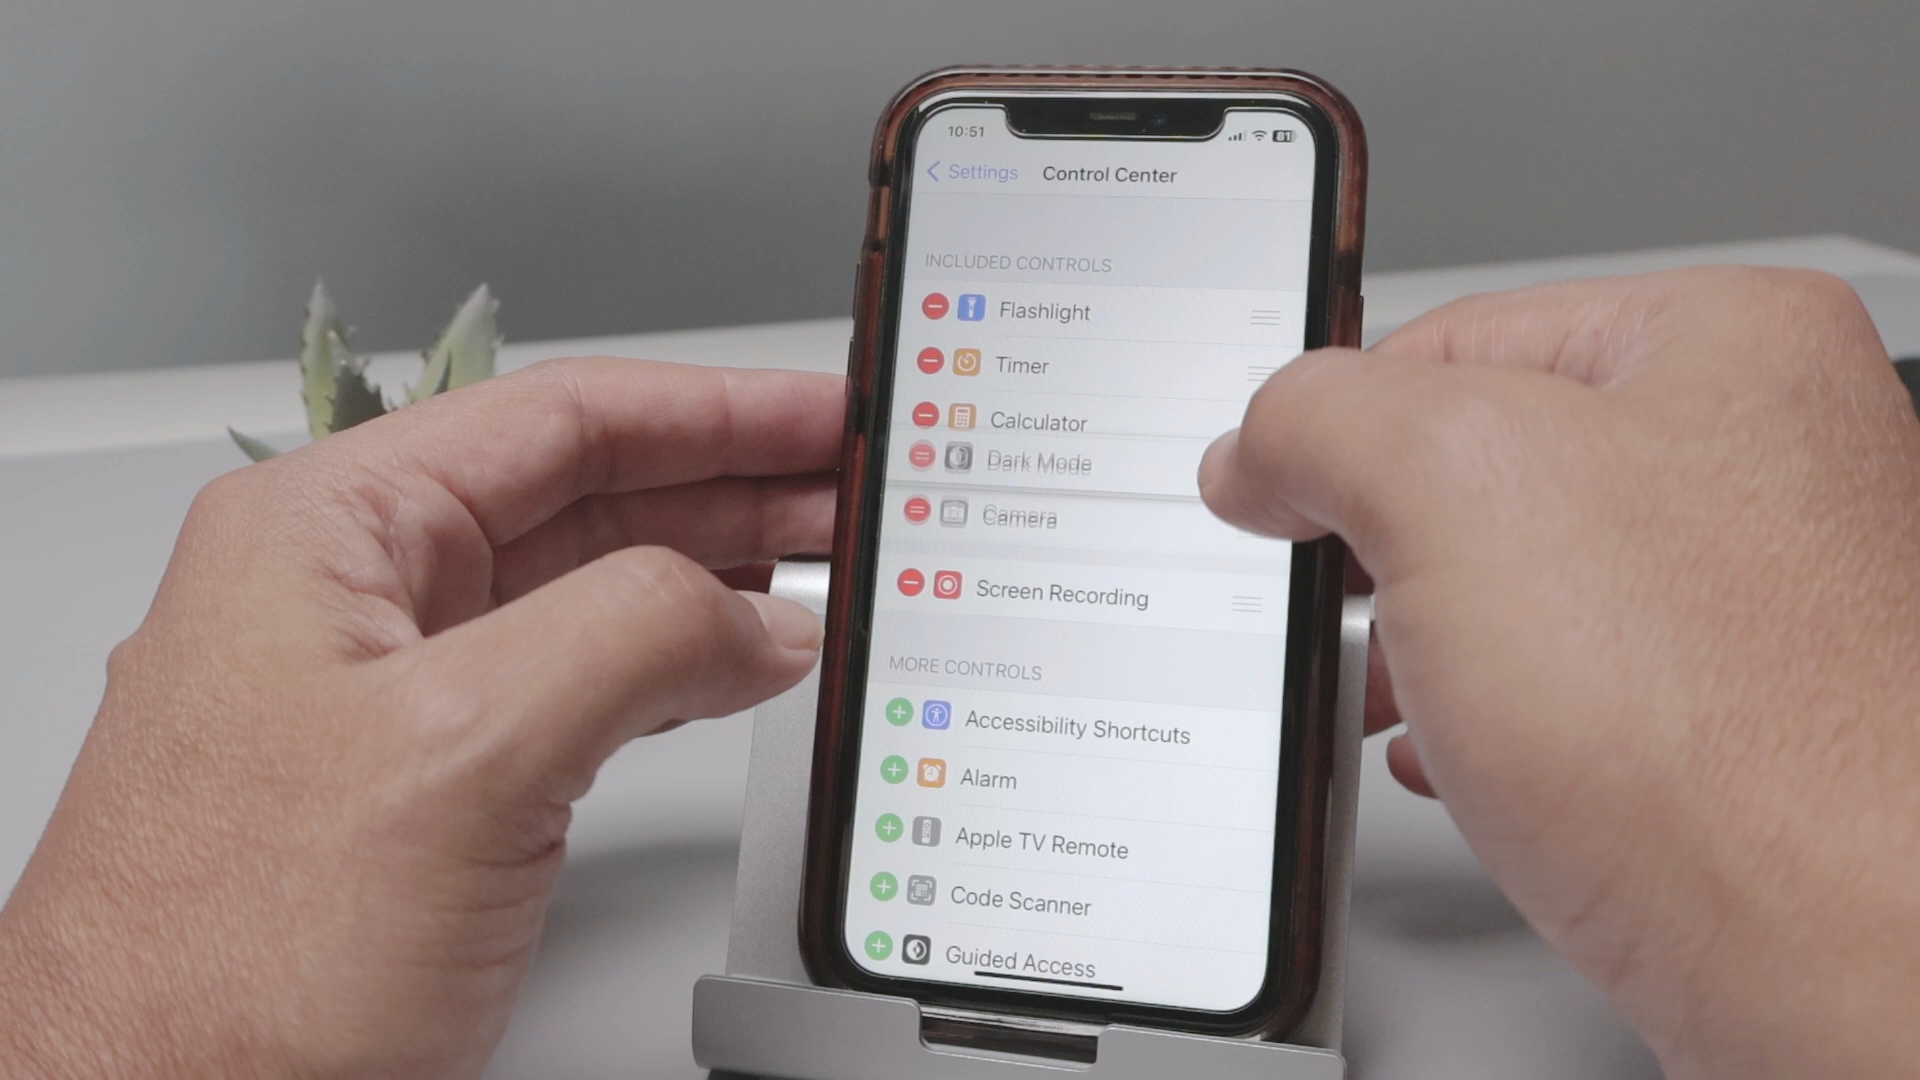 10:51
81
Settings
Control Center
INCLUDED CONTROLS
Flashlight
Timer
Calculator
Dark Mode
Camera
Screen Recording
MORE CONTROLS
Accessibility Shortcuts
Alarm
Apple TV Remote
Code Scanner
Guided Access